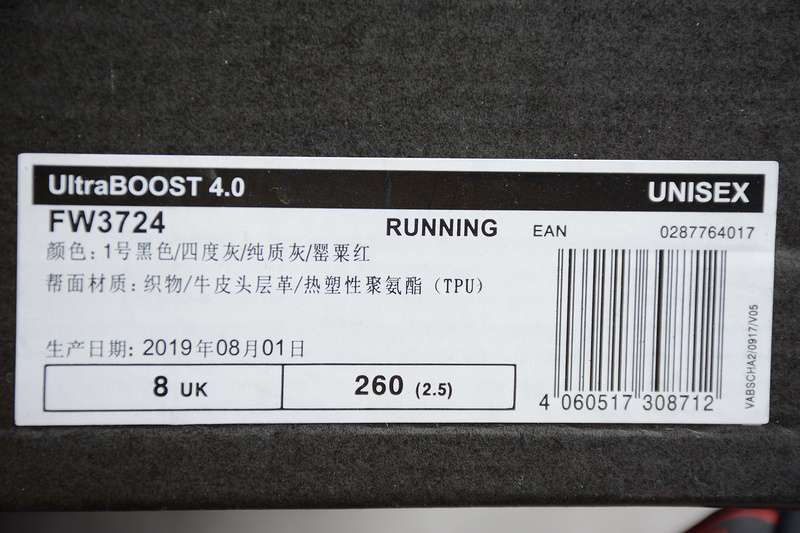 UltraBOOST 4.0 UNISEX
FW3724 RUNNING EAN 0287764017
颜色: 1号黑色/四度灰/纯质灰/罂粟红
帮面材质: 织物/牛皮头层革/热塑性聚氨酯 (TPU)
生产日期: 2019年08月01日
8 UK 260 (2.5)
4 060517 308712
VABSCHA2/0917/V05